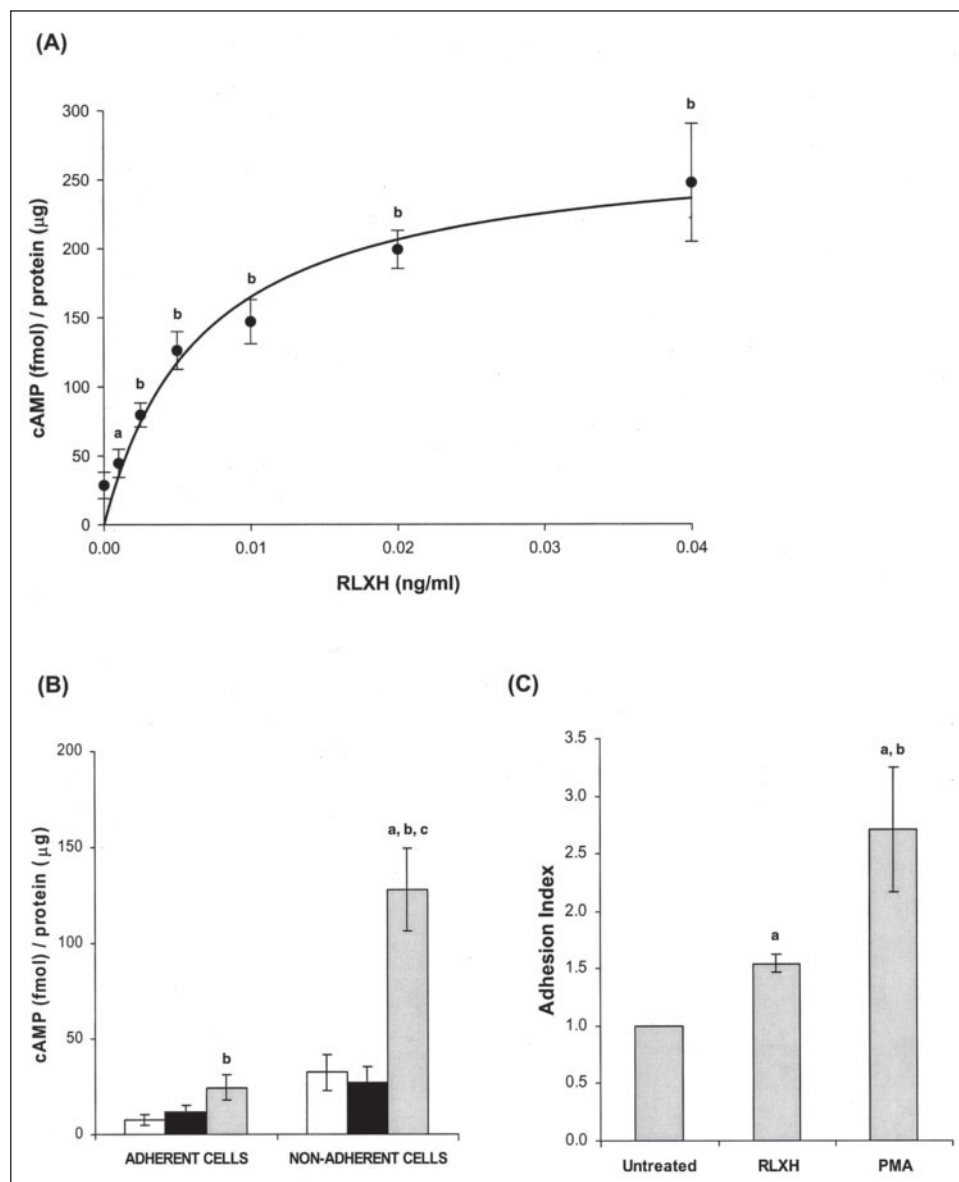 (A)
300
250
200
150
100
50
0
cAMP (fmol) / protein (µg)
a
b
b
b
b
b
0.00
0.01
0.02
0.03
0.04
RLXH (ng/ml)
(B)
200
150
100
50
0
cAMP (fmol) / protein (µg)
b
a, b, c
ADHERENT CELLS
NON-ADHERENT CELLS
(C)
3.5
3.0
2.5
2.0
1.5
1.0
0.5
0.0
Adhesion Index
a
a, b
Untreated
RLXH
PMA